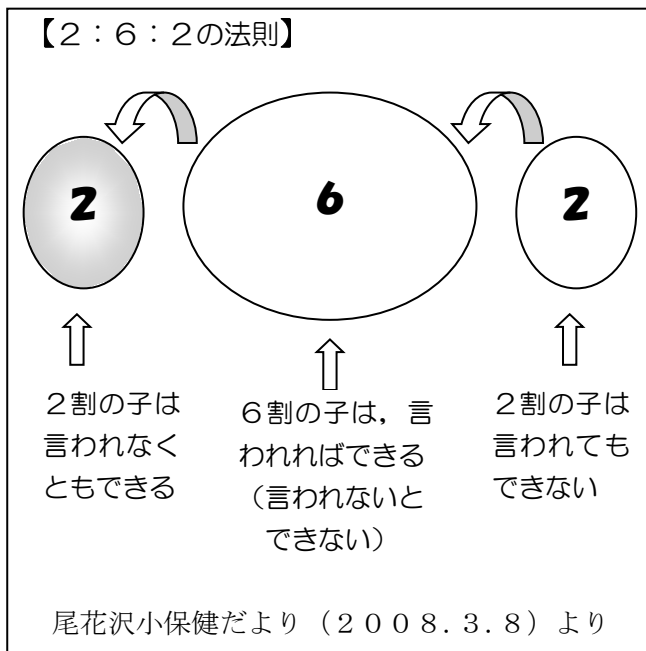 【２：６：２の法則】
2
6
2
２割の子は
言われなく
ともできる
６割の子は，言
われればできる
（言われないと
できない）
２割の子は
言われても
できない
尾花沢小保健だより（２００８.３.８）より